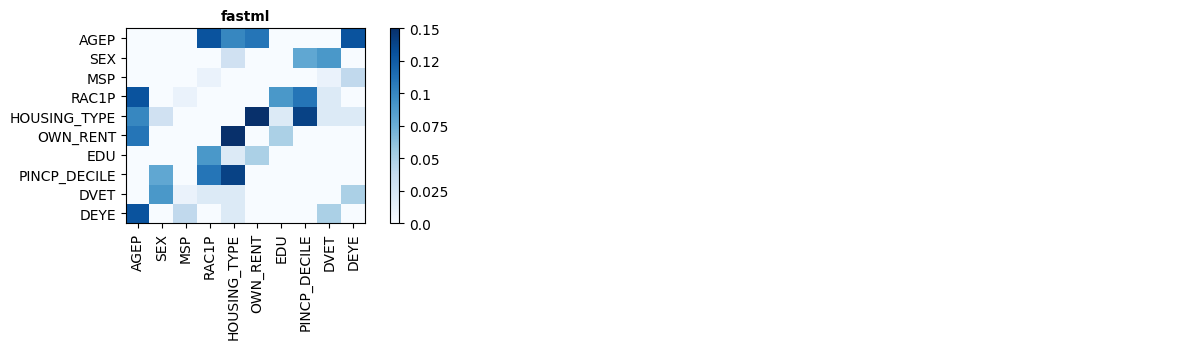 fastml
AGEP
SEX
MSP
RAC1P
HOUSING_TYPE
OWN_RENT
EDU
PINCP_DECILE
DVET
DEYE
0.15
0.12
0.1
0.075
0.05
0.025
0.0
AGEP
SEX
MSP
RAC1P
HOUSING_TYPE
OWN_RENT
EDU
PINCP_DECILE
DVET
DEYE